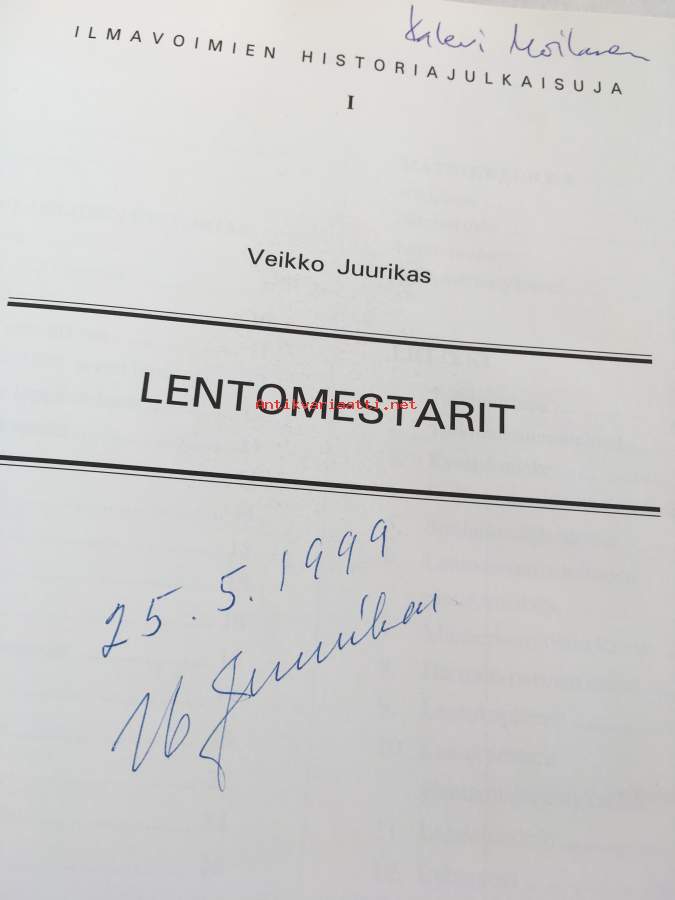 Kalevi Moilanen
ILMAVOIMIEN HISTORIAJULKAISUJA
I
Veikko Juurikas
LENTOMESTARIT
Antikvariaatti.net
25.5.1999
V Juurikas